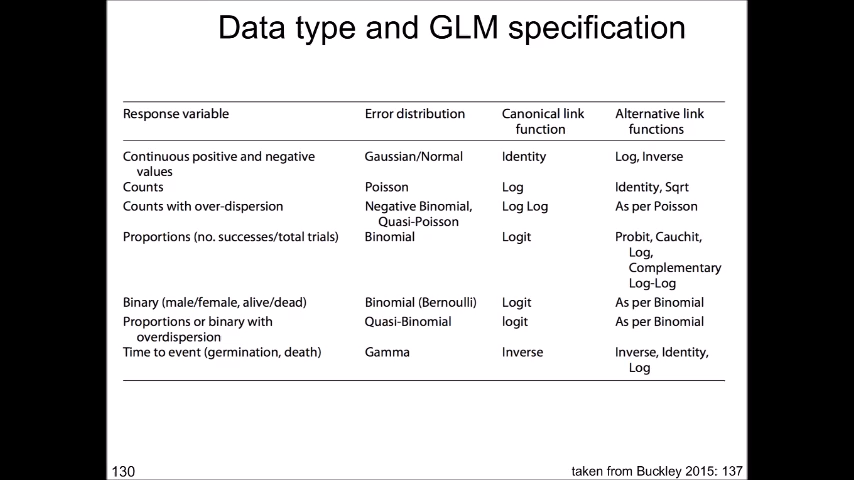 Data type and GLM specification
Response variable Error distribution Canonical link Alternative link
function functions
Continuous positive and negative Gaussian/Normal Identity Log, Inverse
values
Counts Poisson Log Identity, Sqrt
Counts with over-dispersion Negative Binomial, Log Log As per Poisson
Quasi-Poisson
Proportions (no. successes/total trials) Binomial Logit Probit, Cauchit,
Log,
Complementary
Log-Log
Binary (male/female, alive/dead) Binomial (Bernoulli) Logit As per Binomial
Proportions or binary with Quasi-Binomial logit As per Binomial
overdispersion
Time to event (germination, death) Gamma Inverse Inverse, Identity,
Log
130 taken from Buckley 2015: 137